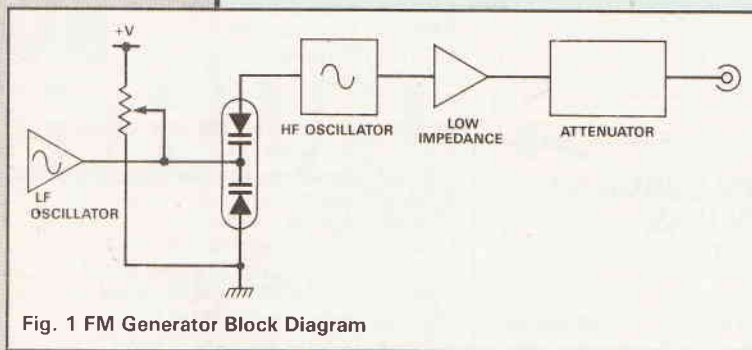 +V
LF
OSCILLATOR
HF OSCILLATOR
LOW
IMPEDANCE
ATTENUATOR
Fig. 1 FM Generator Block Diagram